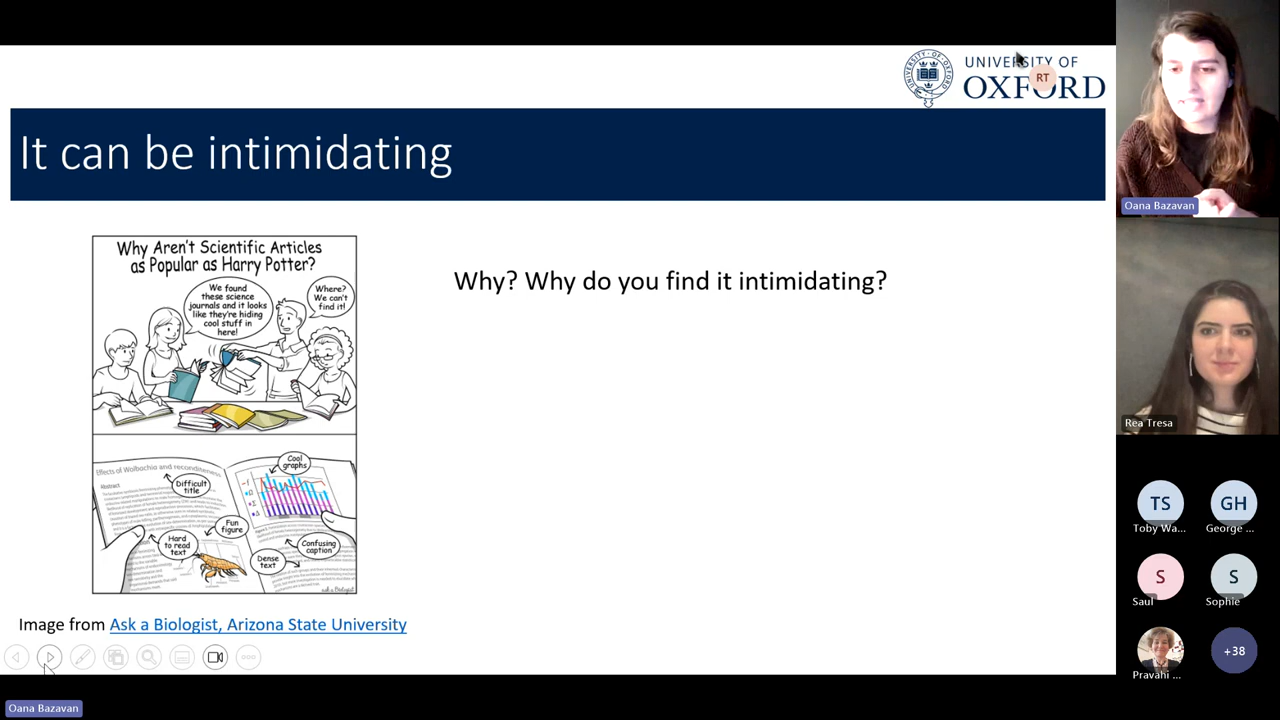 UNIVERSITY OF
OXFORD
RT
It can be intimidating
Why Aren't Scientific Articles
as Popular as Harry Potter?
We found
these science
journals and it looks
like they're hiding
cool stuff in
here!
Where?
We can't
find it!
Why? Why do you find it intimidating?
Effects of Wolbachia and reconditeness
Abstract
Difficult
title
Cool
graphs
Fun
figure
Hard
to read
text
Confusing
caption
Dense
text
ask a Biologist
Image from Ask a Biologist, Arizona State University
Oana Bazavan
Oana Bazavan
Rea Tresa
TS
Toby Wa...
GH
George ...
S
Saul
S
Sophie
Pravahi ...
+38